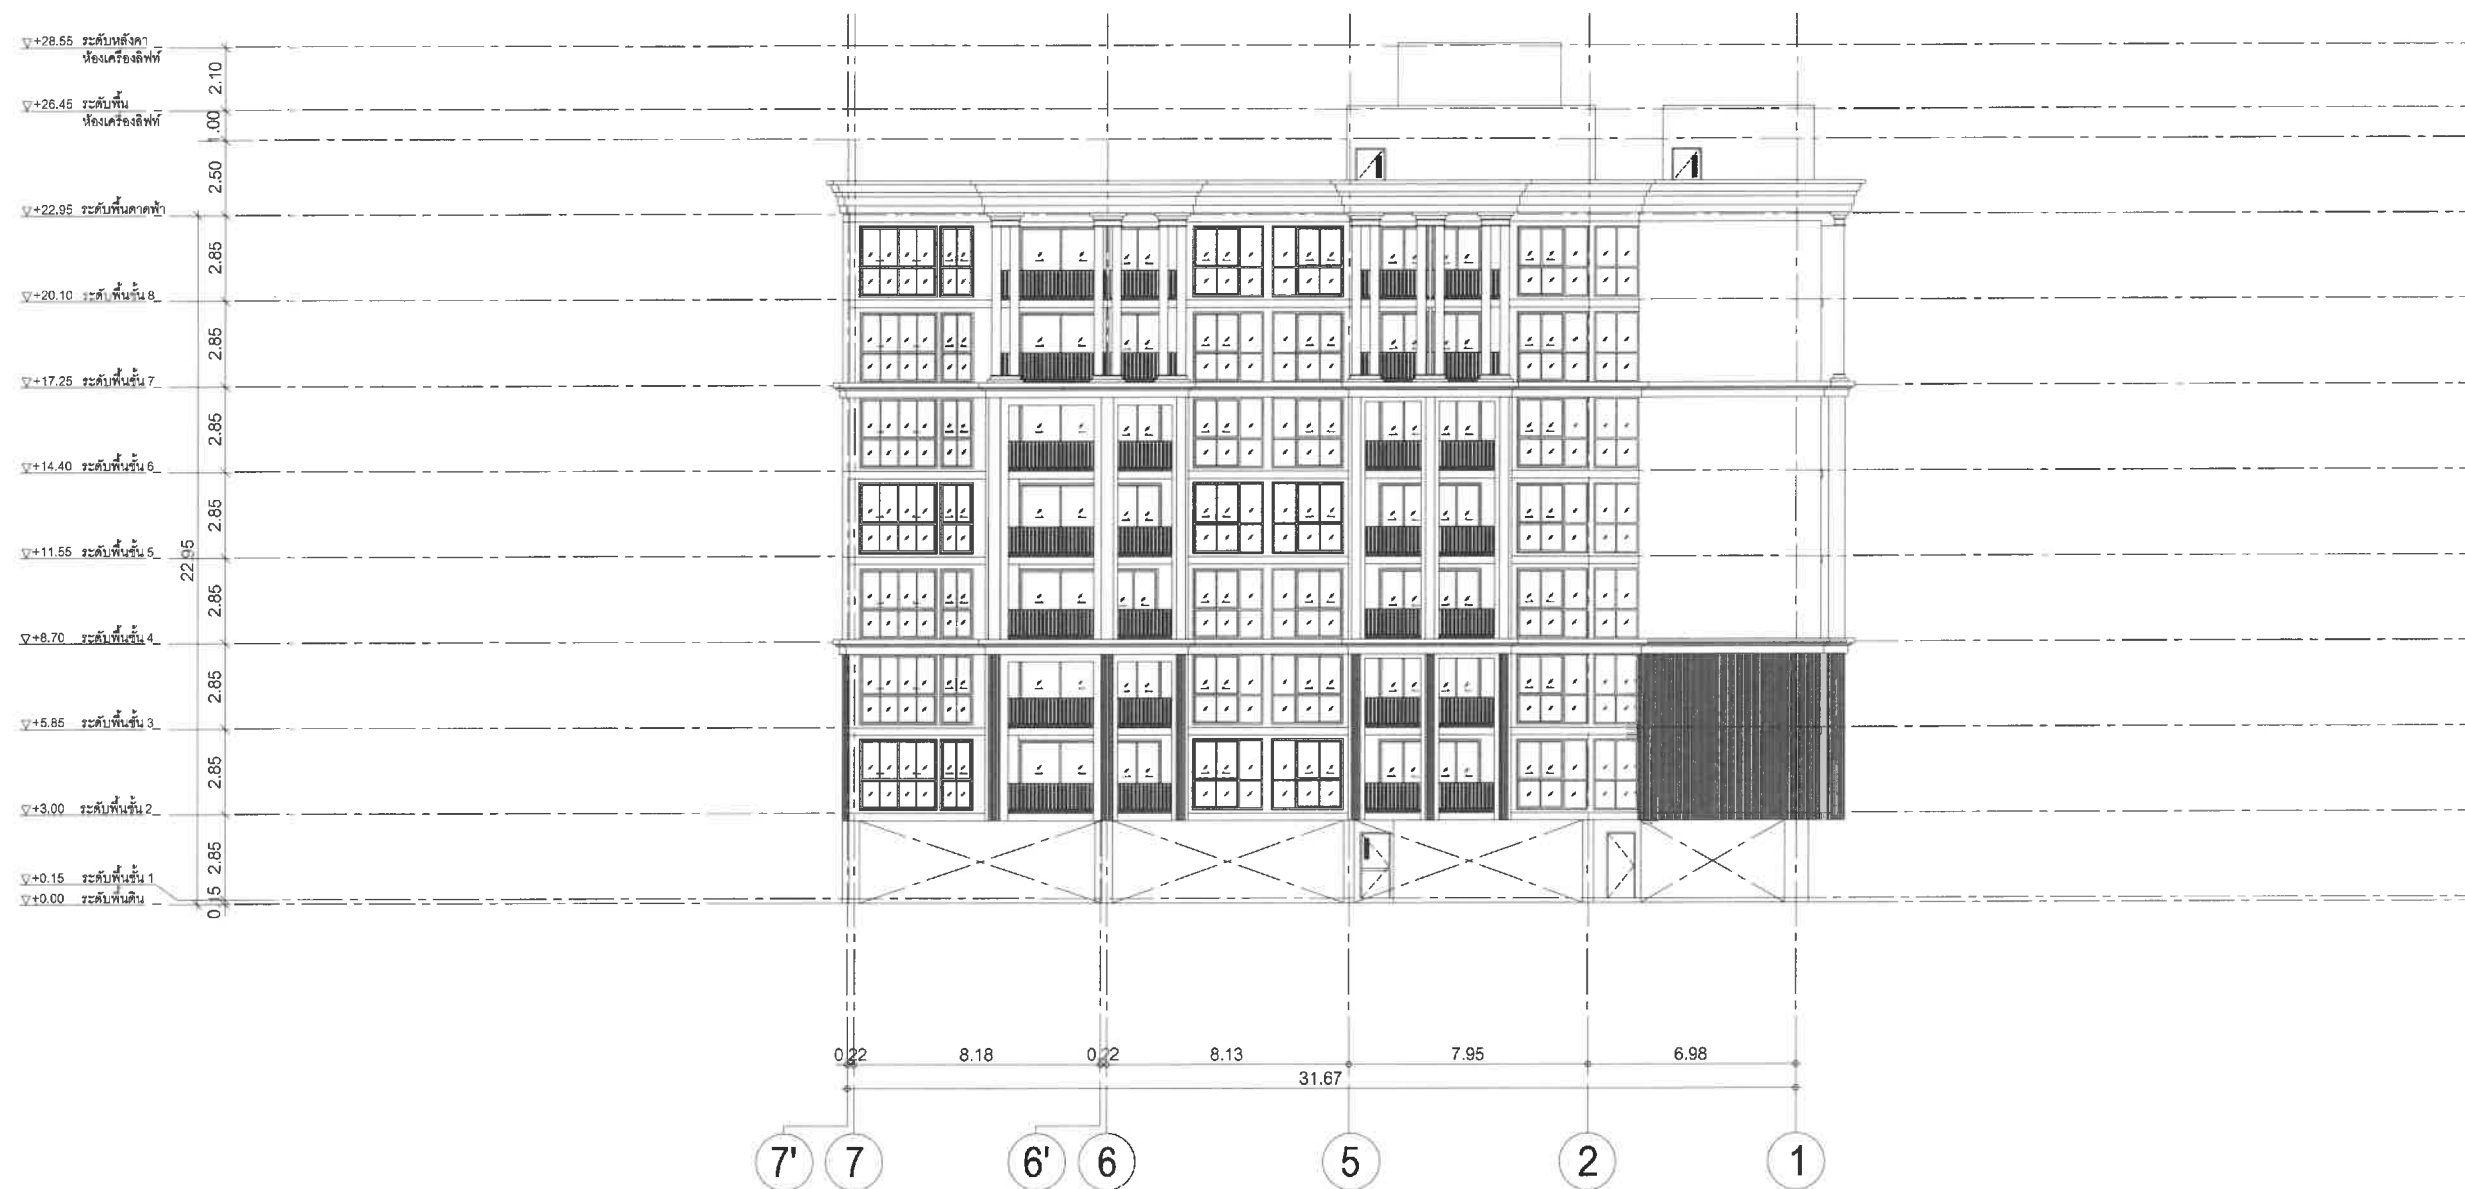 ▽+28.55 ระดับหลังคา
ห้องเครื่องลิฟท์
2.10
▽+26.45 ระดับพื้น
ห้องเครื่องลิฟท์
1.00
2.50
▽+22.95 ระดับพื้นดาดฟ้า
2.85
▽+20.10 ระดับพื้นชั้น 8
2.85
▽+17.25 ระดับพื้นชั้น 7
2.85
▽+14.40 ระดับพื้นชั้น 6
2.85
▽+11.55 ระดับพื้นชั้น 5
22.95
2.85
▽+8.70 ระดับพื้นชั้น 4
2.85
▽+5.85 ระดับพื้นชั้น 3
2.85
▽+3.00 ระดับพื้นชั้น 2
2.85
▽+0.15 ระดับพื้นชั้น 1
▽+0.00 ระดับพื้นดิน
0.15
0.22 8.18 0.22 8.13 7.95 6.98
31.67
7' 7 6' 6 5 2 1